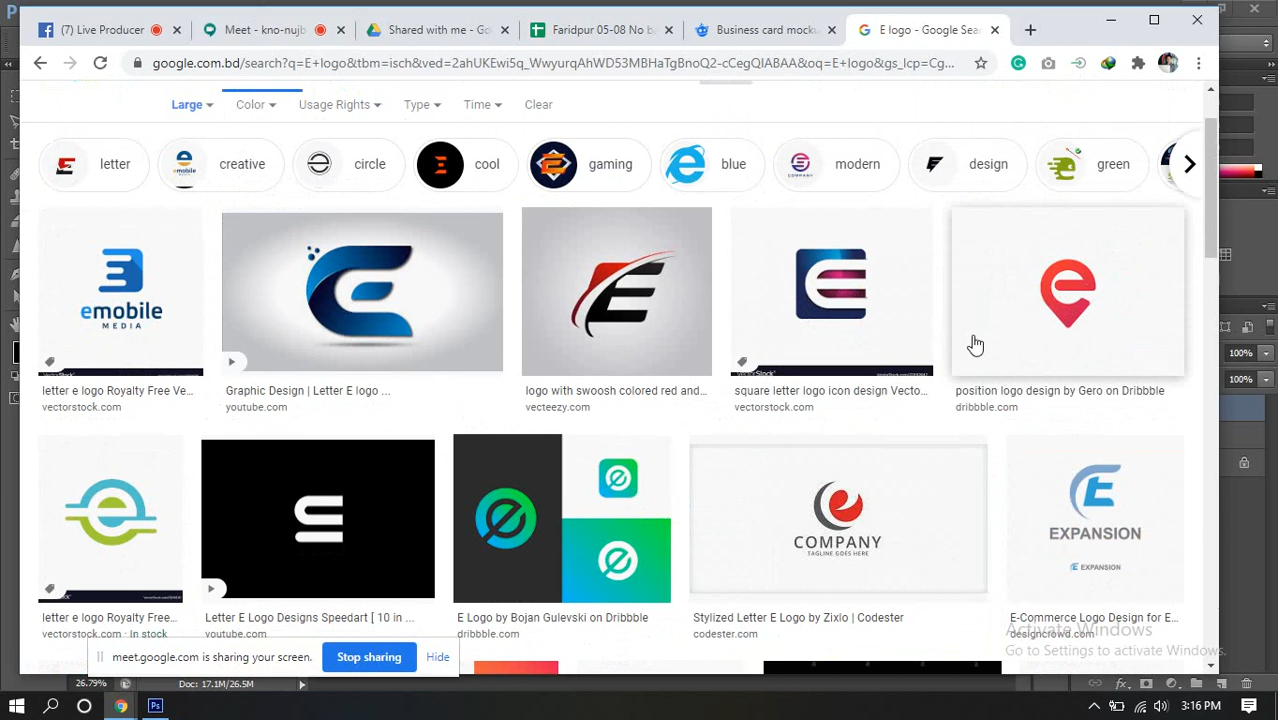 (7) Live Producer
Meet - kno-nujb
Shared with me - Go
Faridpur 05-08 No b
Business card mocku
E logo - Google Sea
google.com.bd/search?q=E+logo&tbm=isch&ved=2ahUKEwi5q_WwyurqAhWD53MBHaTgBnoQ2-cCegQIABAA&oq=E+logo&gs_lcp=Cg...
Large
Color
Usage Rights
Type
Time
Clear
letter
creative
circle
cool
gaming
blue
modern
design
green
emobile
MEDIA
letter e logo Royalty Free Ve...
vectorstock.com
Graphic Design | Letter E logo ...
youtube.com
logo with swoosh colored red and...
vecteezy.com
square letter logo icon design Vecto...
vectorstock.com
position logo design by Gero on Dribbble
dribbble.com
COMPANY
TAGLINE GOES HERE
EXPANSION
EXPANSION
letter e logo Royalty Free...
vectorstock.com · In stock
Letter E Logo Designs Speedart [ 10 in ...
youtube.com
E Logo by Bojan Gulevski on Dribbble
dribbble.com
Stylized Letter E Logo by Zixlo | Codester
codester.com
E-Commerce Logo Design for E...
designcrowd.com
Activate Windows
Go to Settings to activate Windows.
meet.google.com is sharing your screen.
Stop sharing
Hide
100%
100%
26.79%
Doc: 17.1M/26.5M
Ps
3:16 PM